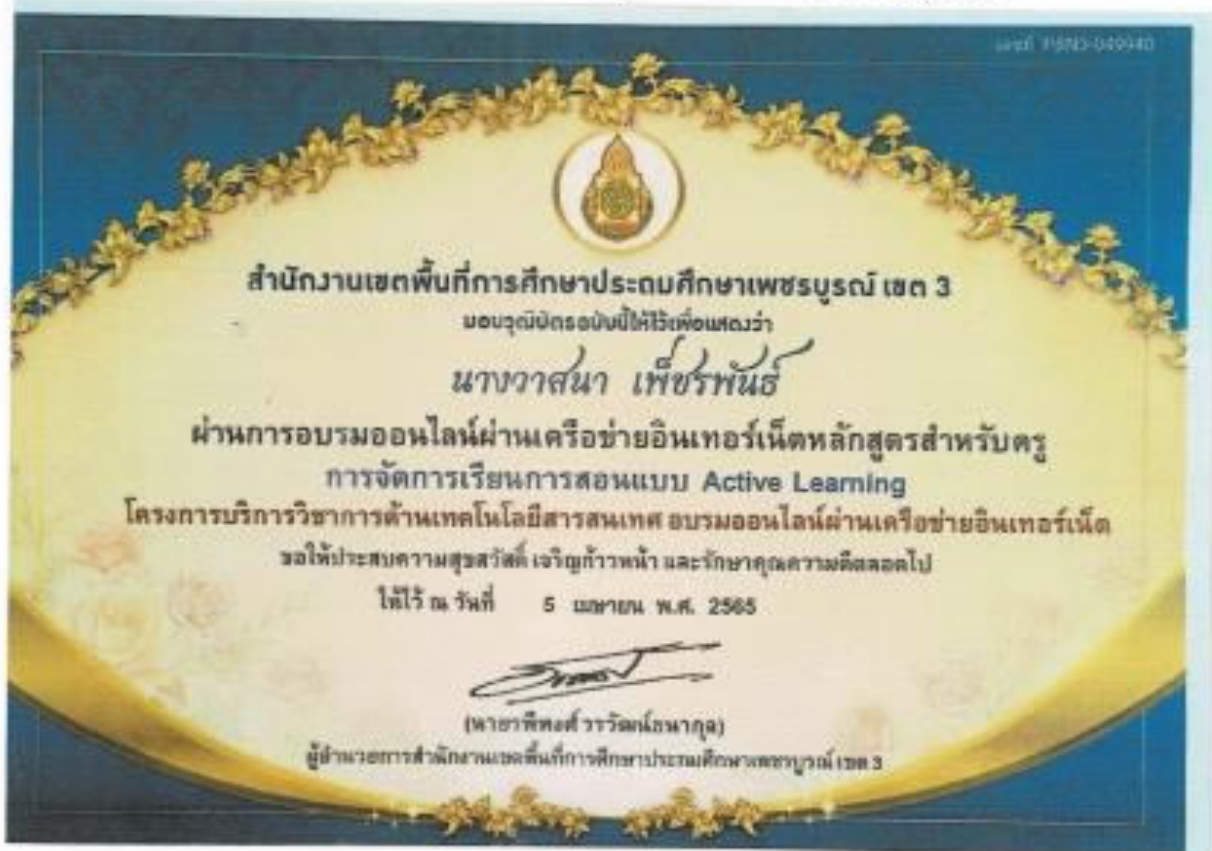 เลขที่ PBN3-049940
สำนักงานเขตพื้นที่การศึกษาประถมศึกษาเพชรบูรณ์ เขต 3
มอบวุฒิบัตรฉบับนี้ให้ไว้เพื่อแสดงว่า
นางวาสนา เพ็ชรพันธ์
ผ่านการอบรมออนไลน์ผ่านเครือข่ายอินเทอร์เน็ตหลักสูตรสำหรับครู
การจัดการเรียนการสอนแบบ Active Learning
โครงการบริการวิชาการด้านเทคโนโลยีสารสนเทศ อบรมออนไลน์ผ่านเครือข่ายอินเทอร์เน็ต
ขอให้ประสบความสุขสวัสดิ์ เจริญก้าวหน้า และรักษาคุณความดีตลอดไป
ให้ไว้ ณ วันที่ 5 เมษายน พ.ศ. 2565
วรวัฒน์ธนากุล)
ผู้อำนวยการสำนักงานเขตพื้นที่การศึกษาประถมศึกษาเพชรบูรณ์ เขต 3